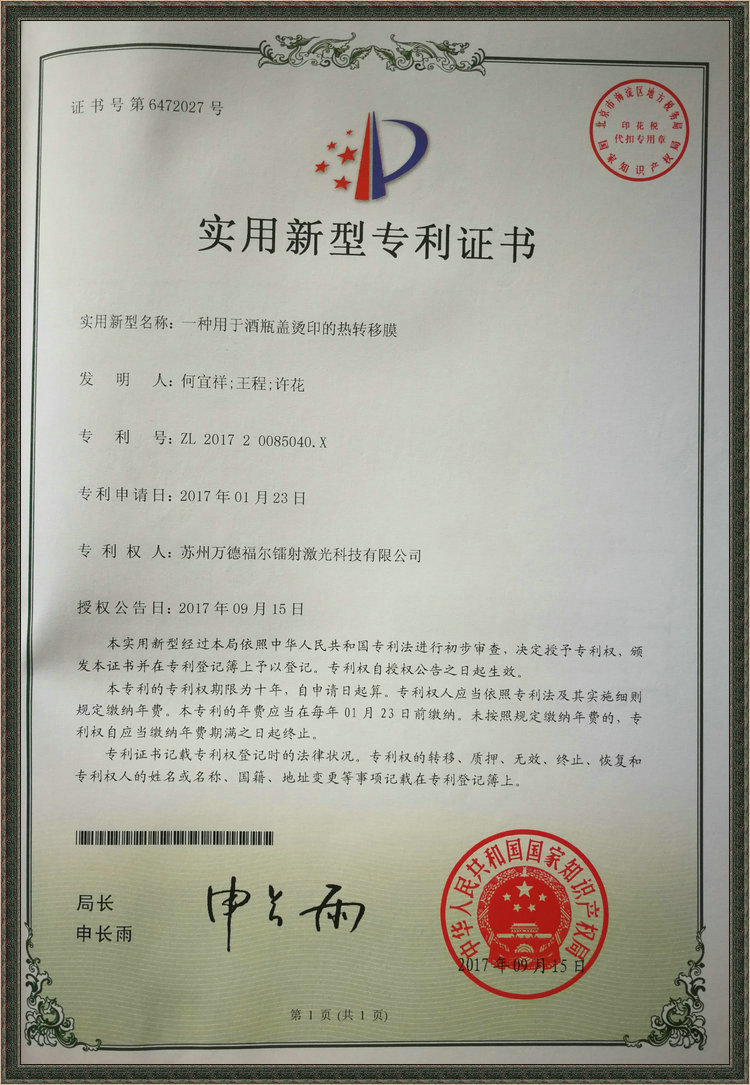 证书号第6472027号
北京市海淀区地方税务局
印花税
代扣专用章
国家知识产权局
实用新型专利证书
实用新型名称：一种用于酒瓶盖烫印的热转移膜
发明人：何宜祥;王程;许花
专利号：ZL 2017 2 0085040.X
专利申请日：2017年01月23日
专利权人：苏州万德福尔镭射激光科技有限公司
授权公告日：2017年09月15日
本实用新型经过本局依照中华人民共和国专利法进行初步审查，决定授予专利权，颁
发本证书并在专利登记簿上予以登记。专利权自授权公告之日起生效。
本专利的专利权期限为十年，自申请日起算。专利权人应当依照专利法及其实施细则
规定缴纳年费。本专利的年费应当在每年01月23日前缴纳。未按照规定缴纳年费的，专
利权自应当缴纳年费期满之日起终止。
专利证书记载专利权登记时的法律状况。专利权的转移、质押、无效、终止、恢复和
专利权人的姓名或名称、国籍、地址变更等事项记载在专利登记簿上。
局长
申长雨
申长雨
中华人民共和国国家知识产权局
2017年09月15日
第1页(共1页)